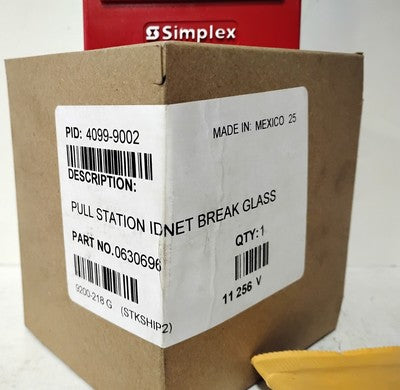 Simplex
PID: 4099-9002
MADE IN: MEXICO 25
DESCRIPTION:
PULL STATION IDNET BREAK GLASS
PART NO.0630696
QTY:1
9200-218 G (STKSHIP2)
11 256 V